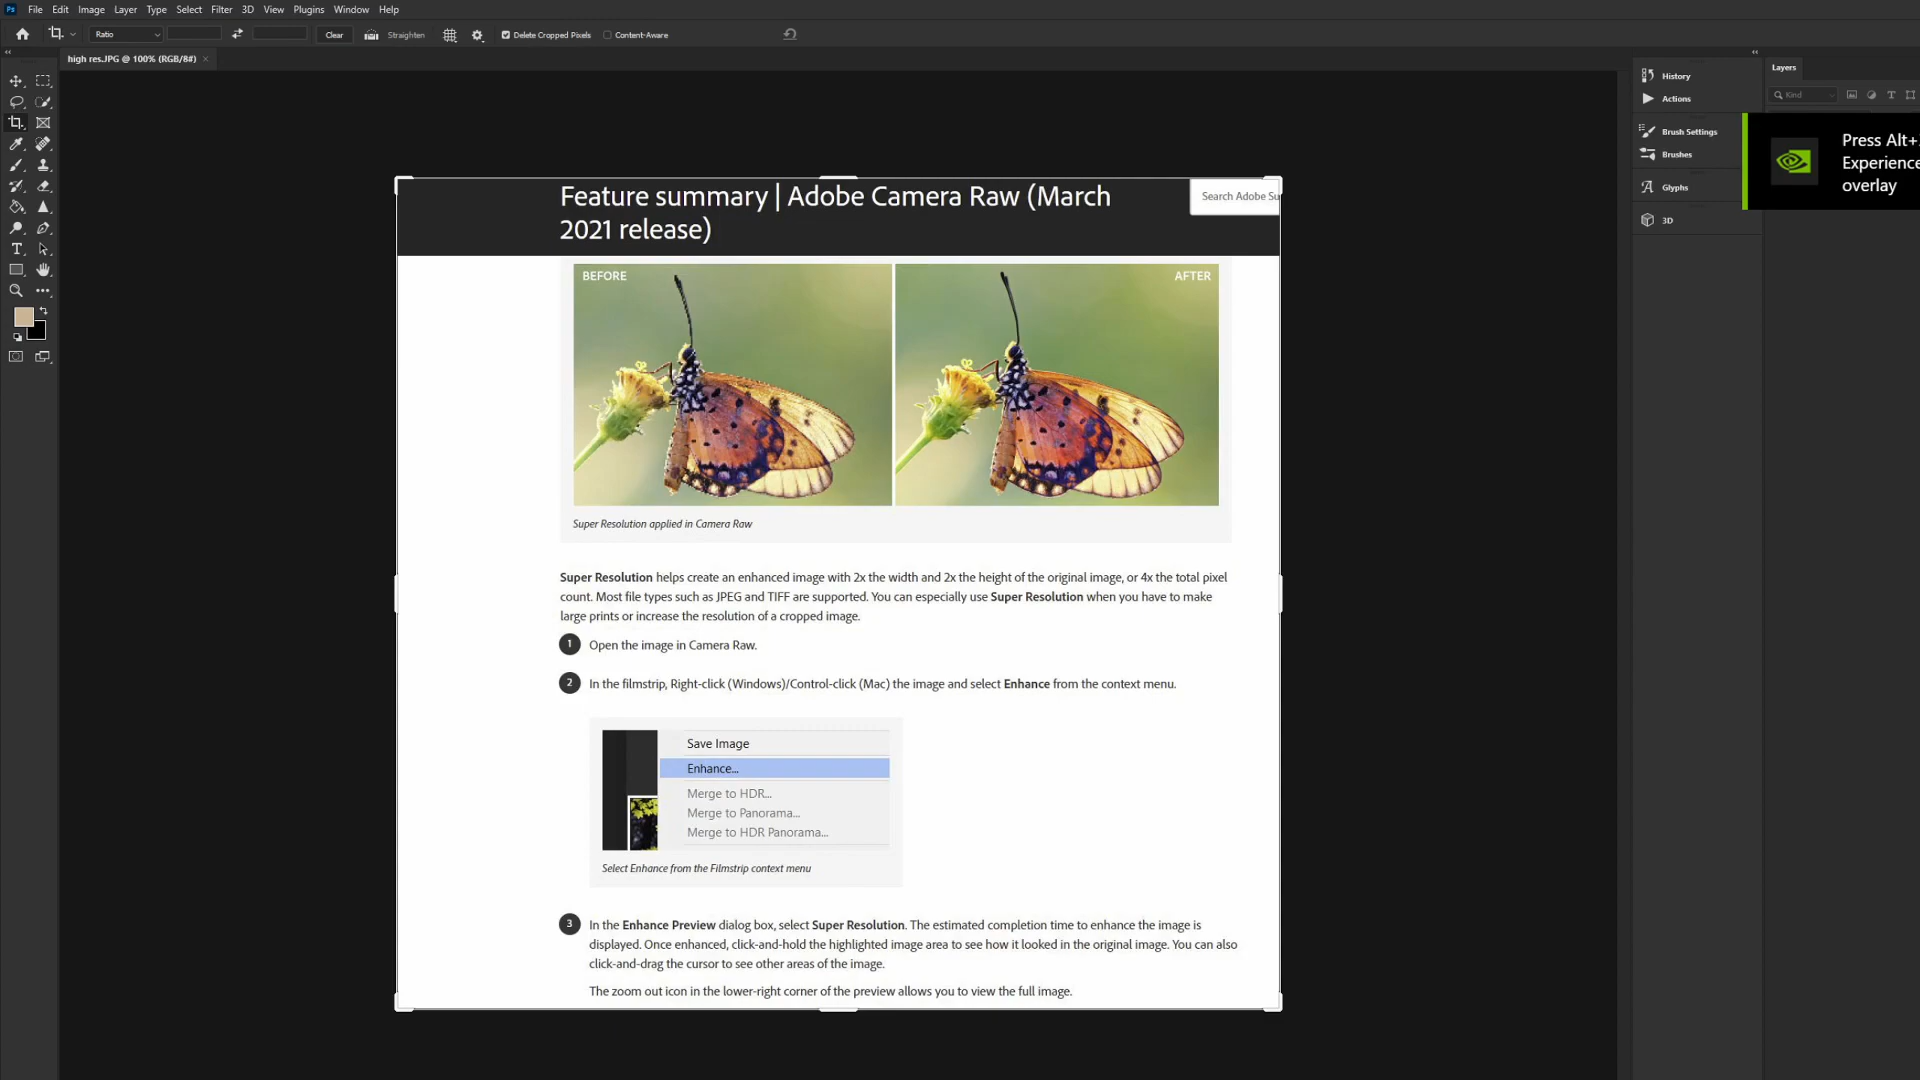 Ps File Edit Image Layer Type Select Filter 3D View Plugins Window Help
Ratio Clear Straighten Delete Cropped Pixels Content-Aware
high res.JPG @ 100% (RGB/8#)
History
Actions
Brush Settings
Brushes
Glyphs
3D
Layers
Kind
Press Alt+
Experience
overlay
Feature summary | Adobe Camera Raw (March
2021 release)
Search Adobe Su
BEFORE
AFTER
Super Resolution applied in Camera Raw
Super Resolution helps create an enhanced image with 2x the width and 2x the height of the original image, or 4x the total pixel
count. Most file types such as JPEG and TIFF are supported. You can especially use Super Resolution when you have to make
large prints or increase the resolution of a cropped image.
1 Open the image in Camera Raw.
2 In the filmstrip, Right-click (Windows)/Control-click (Mac) the image and select Enhance from the context menu.
Save Image
Enhance...
Merge to HDR...
Merge to Panorama...
Merge to HDR Panorama...
Select Enhance from the Filmstrip context menu
3 In the Enhance Preview dialog box, select Super Resolution. The estimated completion time to enhance the image is
displayed. Once enhanced, click-and-hold the highlighted image area to see how it looked in the original image. You can also
click-and-drag the cursor to see other areas of the image.
The zoom out icon in the lower-right corner of the preview allows you to view the full image.